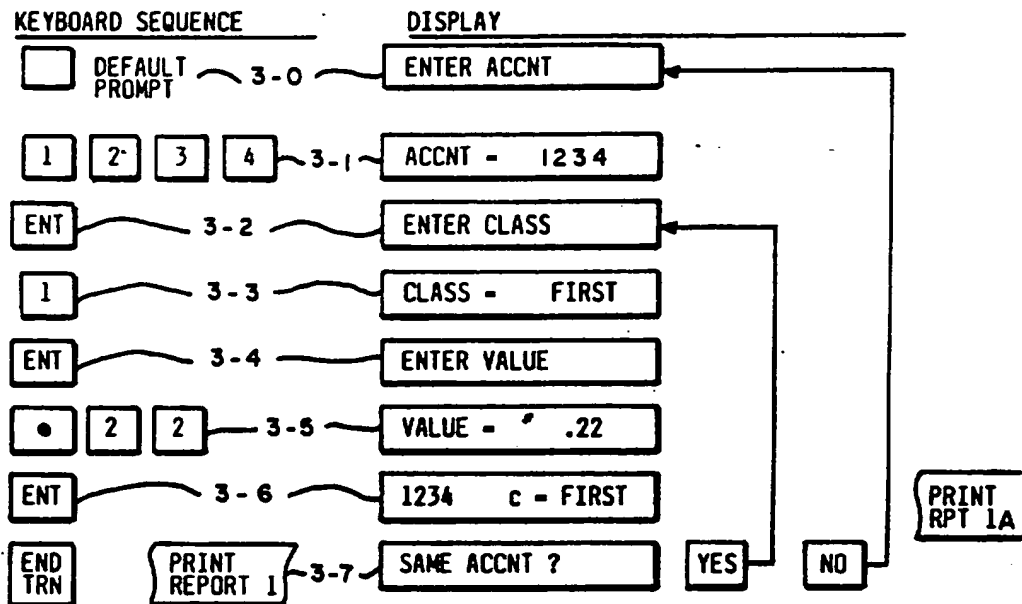 KEYBOARD SEQUENCE DISPLAY
DEFAULT PROMPT 3-0 ENTER ACCNT
1 2 3 4 3-1 ACCNT - 1234
ENT 3-2 ENTER CLASS
1 3-3 CLASS - FIRST
ENT 3-4 ENTER VALUE
• 2 2 3-5 VALUE - .22
ENT 3-6 1234 c = FIRST
PRINT RPT 1A
END TRN PRINT REPORT 1 3-7 SAME ACCNT ? YES NO